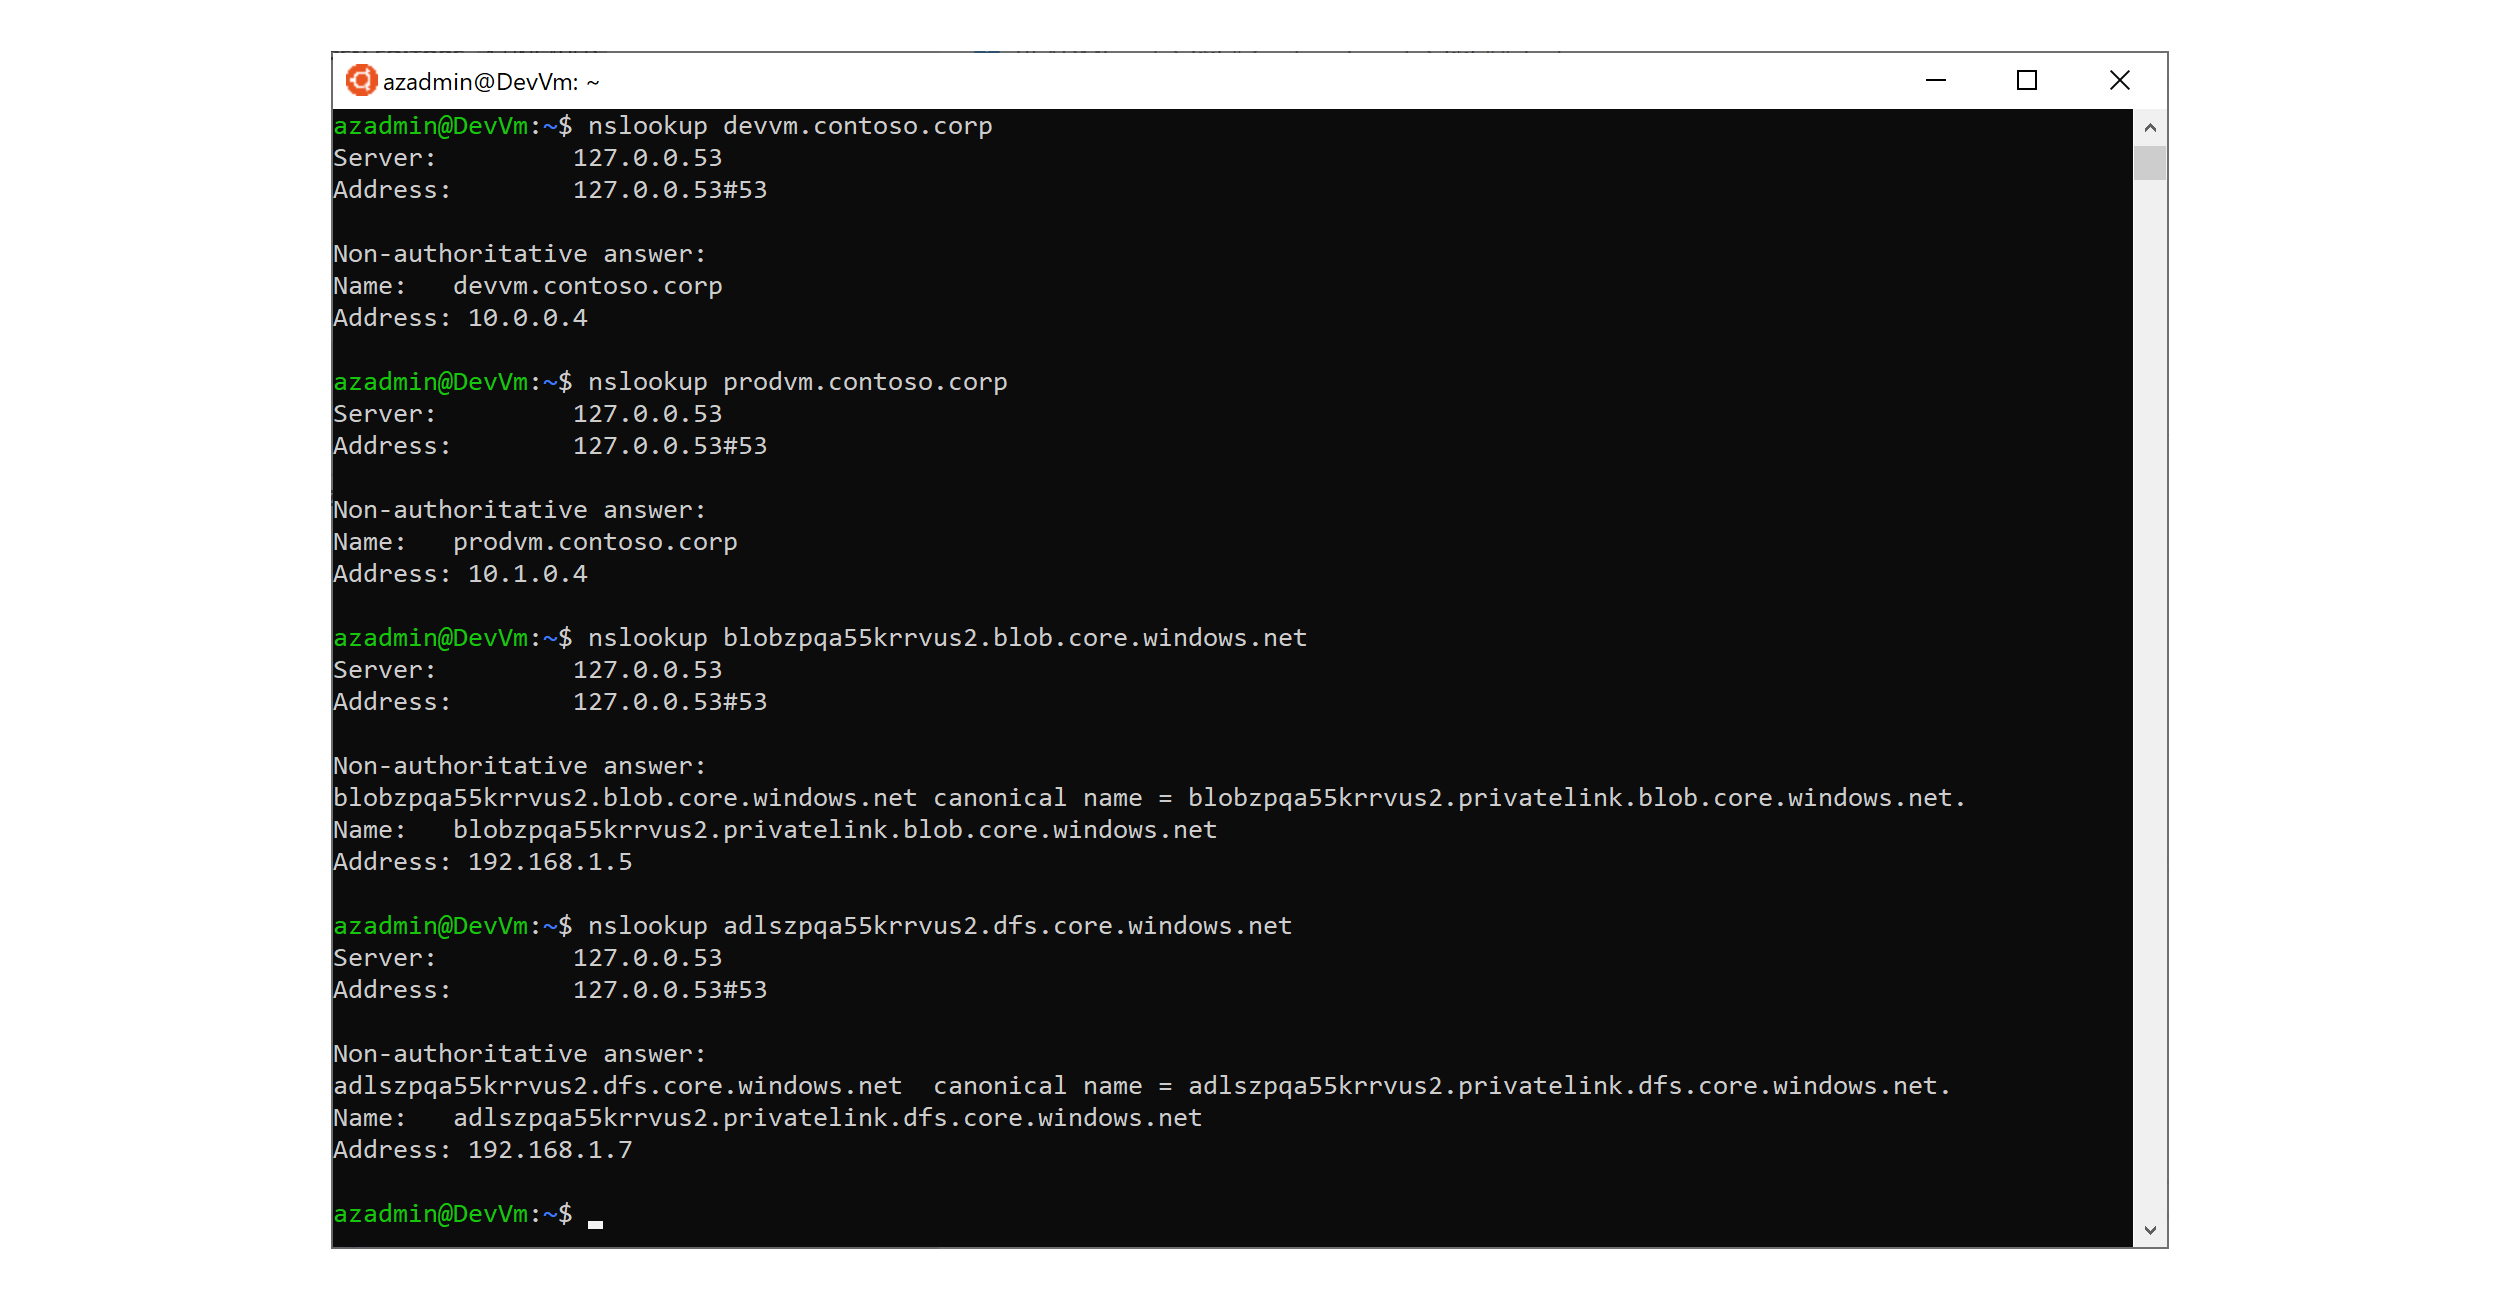 azadmin@DevVm: ~
azadmin@DevVm:~$ nslookup devvm.contoso.corp
Server:         127.0.0.53
Address:        127.0.0.53#53
Non-authoritative answer:
Name:   devvm.contoso.corp
Address: 10.0.0.4
azadmin@DevVm:~$ nslookup prodvm.contoso.corp
Server:         127.0.0.53
Address:        127.0.0.53#53
Non-authoritative answer:
Name:   prodvm.contoso.corp
Address: 10.1.0.4
azadmin@DevVm:~$ nslookup blobzpqa55krrvus2.blob.core.windows.net
Server:         127.0.0.53
Address:        127.0.0.53#53
Non-authoritative answer:
blobzpqa55krrvus2.blob.core.windows.net canonical name = blobzpqa55krrvus2.privatelink.blob.core.windows.net.
Name:   blobzpqa55krrvus2.privatelink.blob.core.windows.net
Address: 192.168.1.5
azadmin@DevVm:~$ nslookup adlszpqa55krrvus2.dfs.core.windows.net
Server:         127.0.0.53
Address:        127.0.0.53#53
Non-authoritative answer:
adlszpqa55krrvus2.dfs.core.windows.net  canonical name = adlszpqa55krrvus2.privatelink.dfs.core.windows.net.
Name:   adlszpqa55krrvus2.privatelink.dfs.core.windows.net
Address: 192.168.1.7
azadmin@DevVm:~$